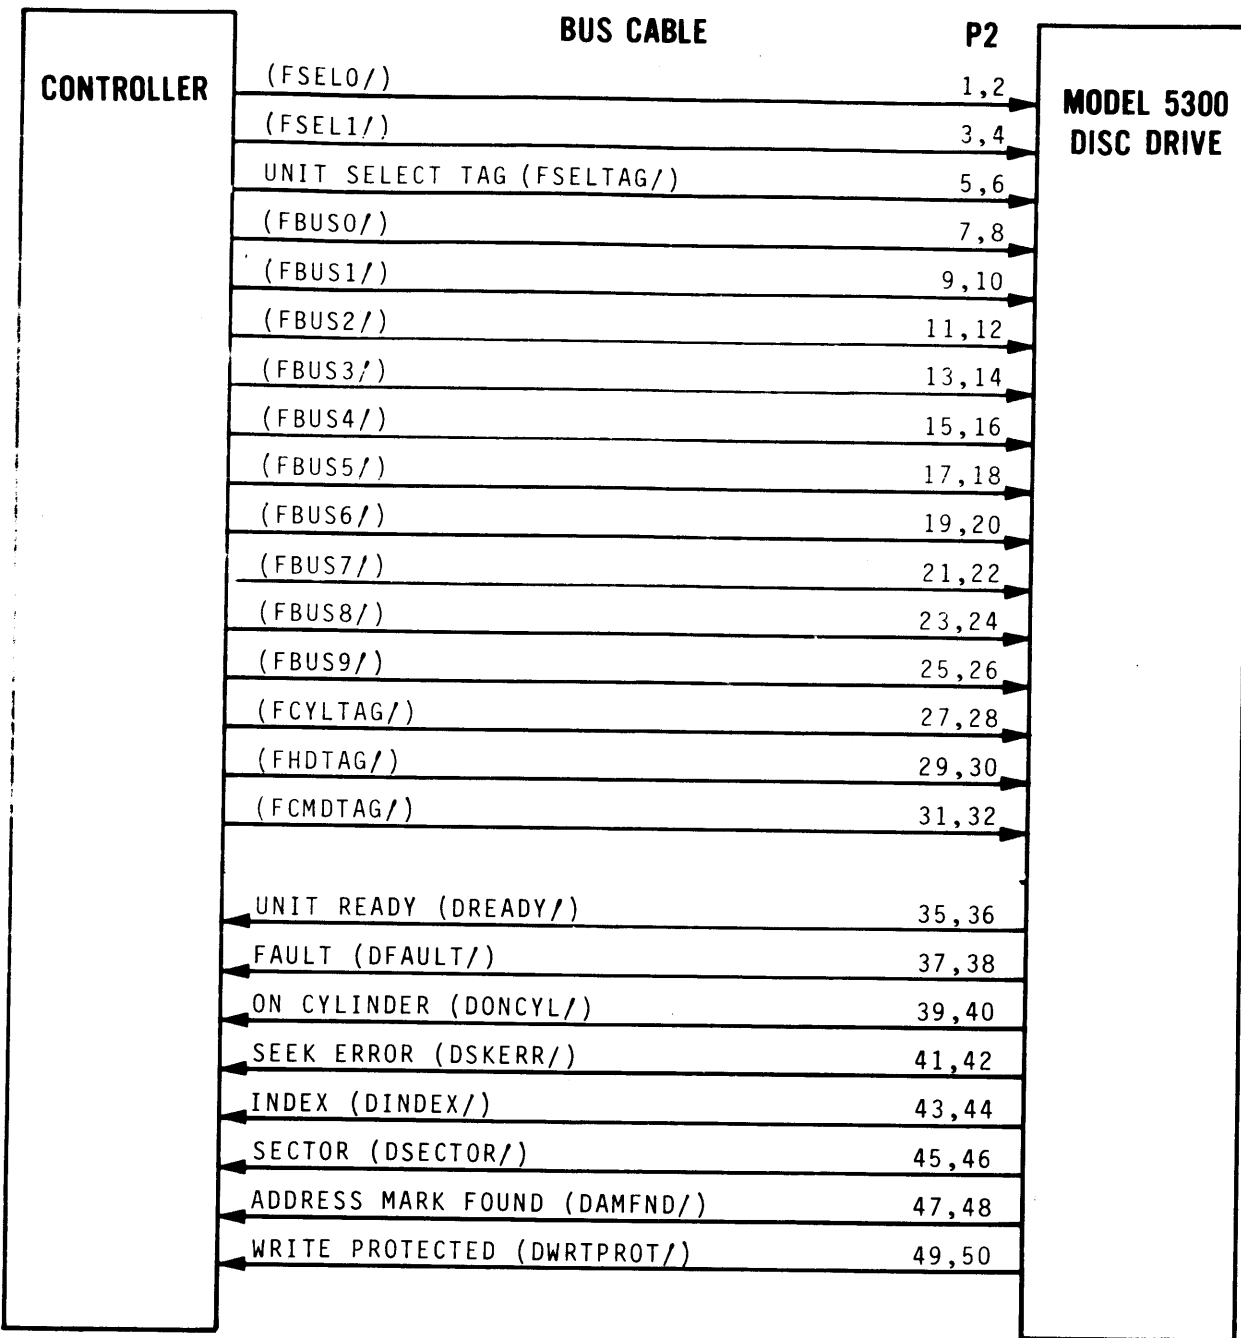 BUS CABLE P2
CONTROLLER
MODEL 5300
DISC DRIVE
(FSEL0/) 1,2
(FSEL1/) 3,4
UNIT SELECT TAG (FSELTAG/) 5,6
(FBUS0/) 7,8
(FBUS1/) 9,10
(FBUS2/) 11,12
(FBUS3/) 13,14
(FBUS4/) 15,16
(FBUS5/) 17,18
(FBUS6/) 19,20
(FBUS7/) 21,22
(FBUS8/) 23,24
(FBUS9/) 25,26
(FCYLTAG/) 27,28
(FHDTAG/) 29,30
(FCMDTAG/) 31,32
UNIT READY (DREADY/) 35,36
FAULT (DFAULT/) 37,38
ON CYLINDER (DONCYL/) 39,40
SEEK ERROR (DSKERR/) 41,42
INDEX (DINDEX/) 43,44
SECTOR (DSECTOR/) 45,46
ADDRESS MARK FOUND (DAMFND/) 47,48
WRITE PROTECTED (DWRTPROT/) 49,50